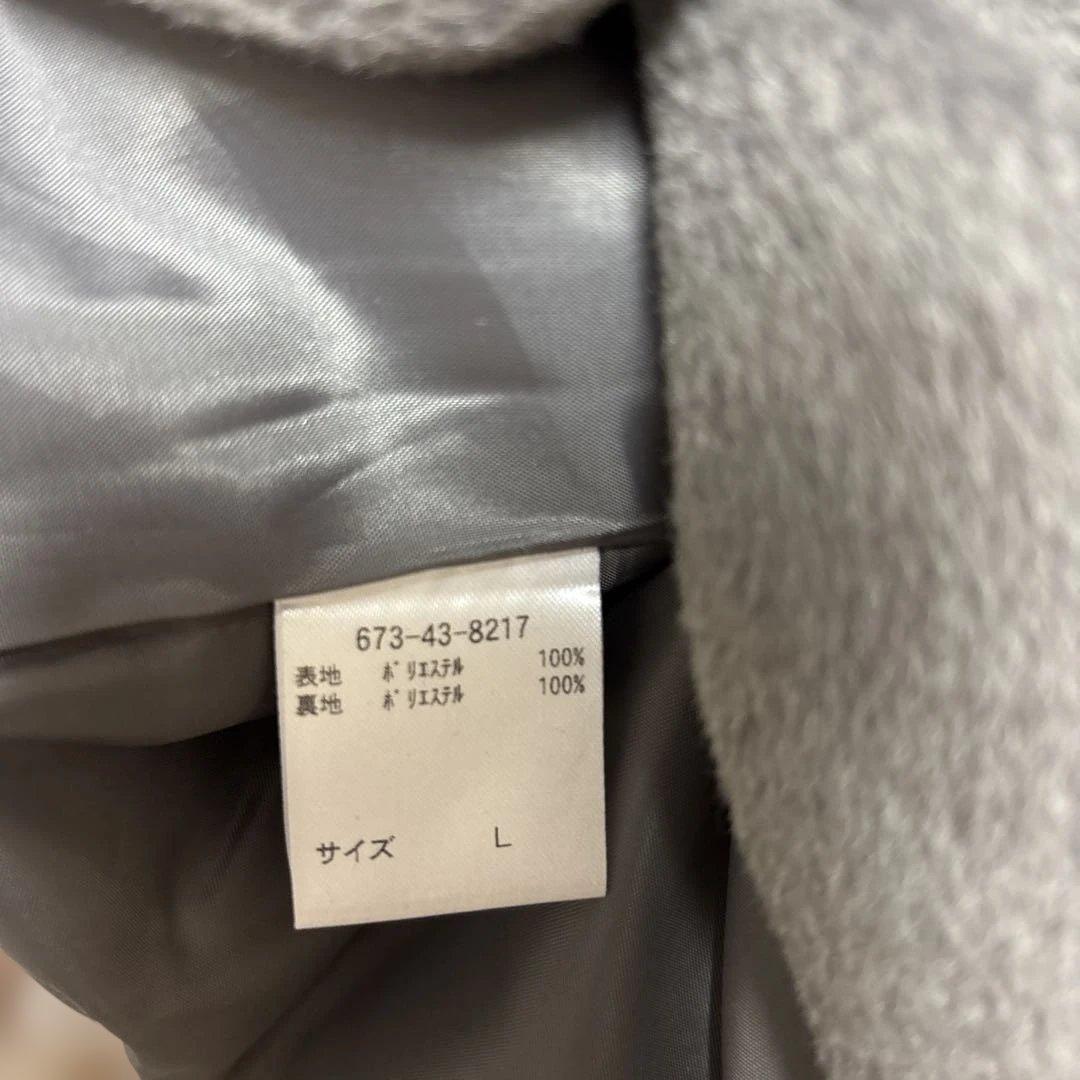 673-43-8217
表地 ﾎﾟﾘｴｽﾃﾙ 100%
裏地 ﾎﾟﾘｴｽﾃﾙ 100%
サイズ L